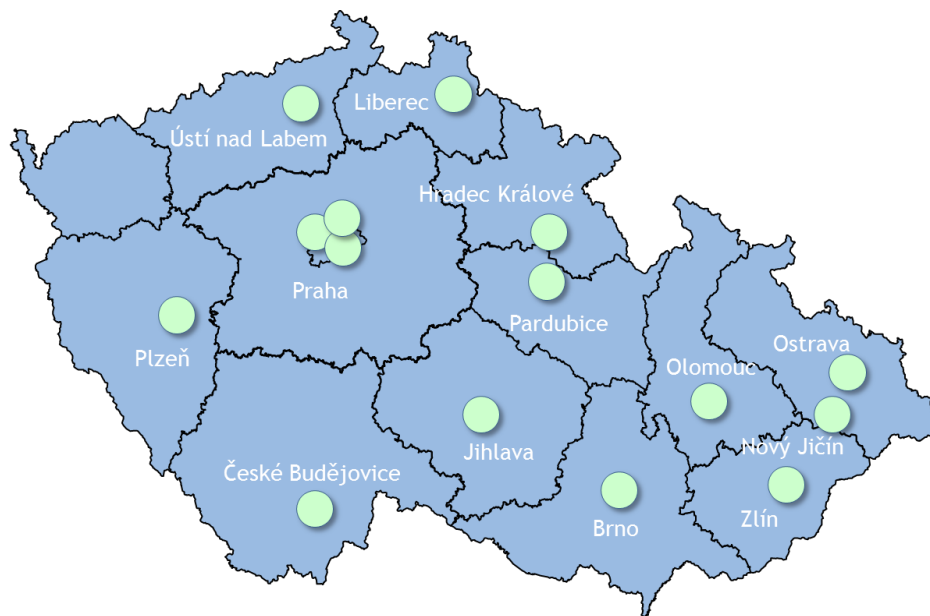 Liberec
Ústí nad Labem
Hradec Králové
Praha
Pardubice
Ostrava
Plzeň
Olomouc
Nový Jičín
Jihlava
České Budějovice
Zlín
Brno